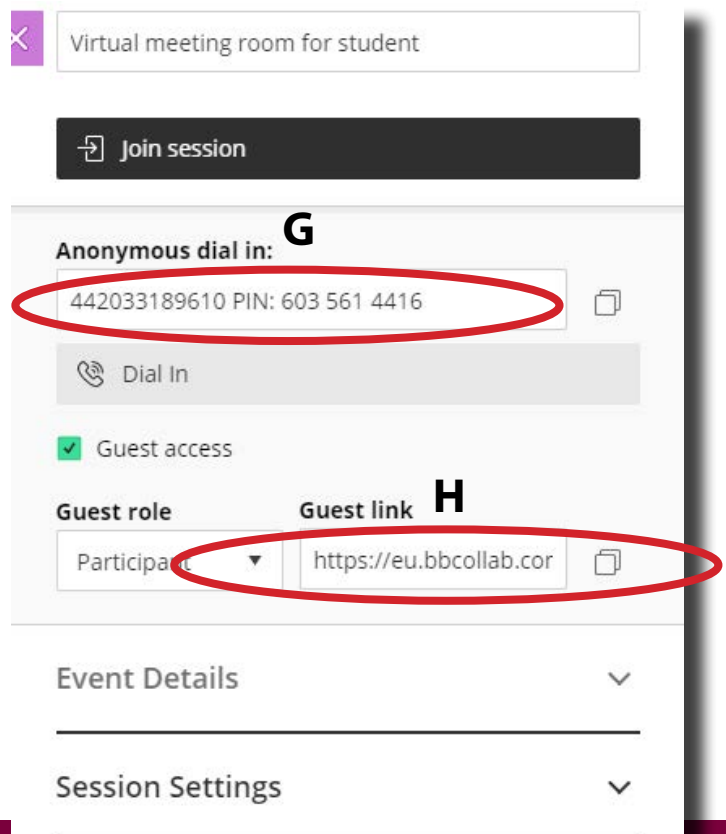 Virtual meeting room for student
Join session
G
Anonymous dial in:
442033189610 PIN: 603 561 4416
Dial In
Guest access
H
Guest role Guest link
Participant https://eu.bbcollab.cor
Event Details
Session Settings